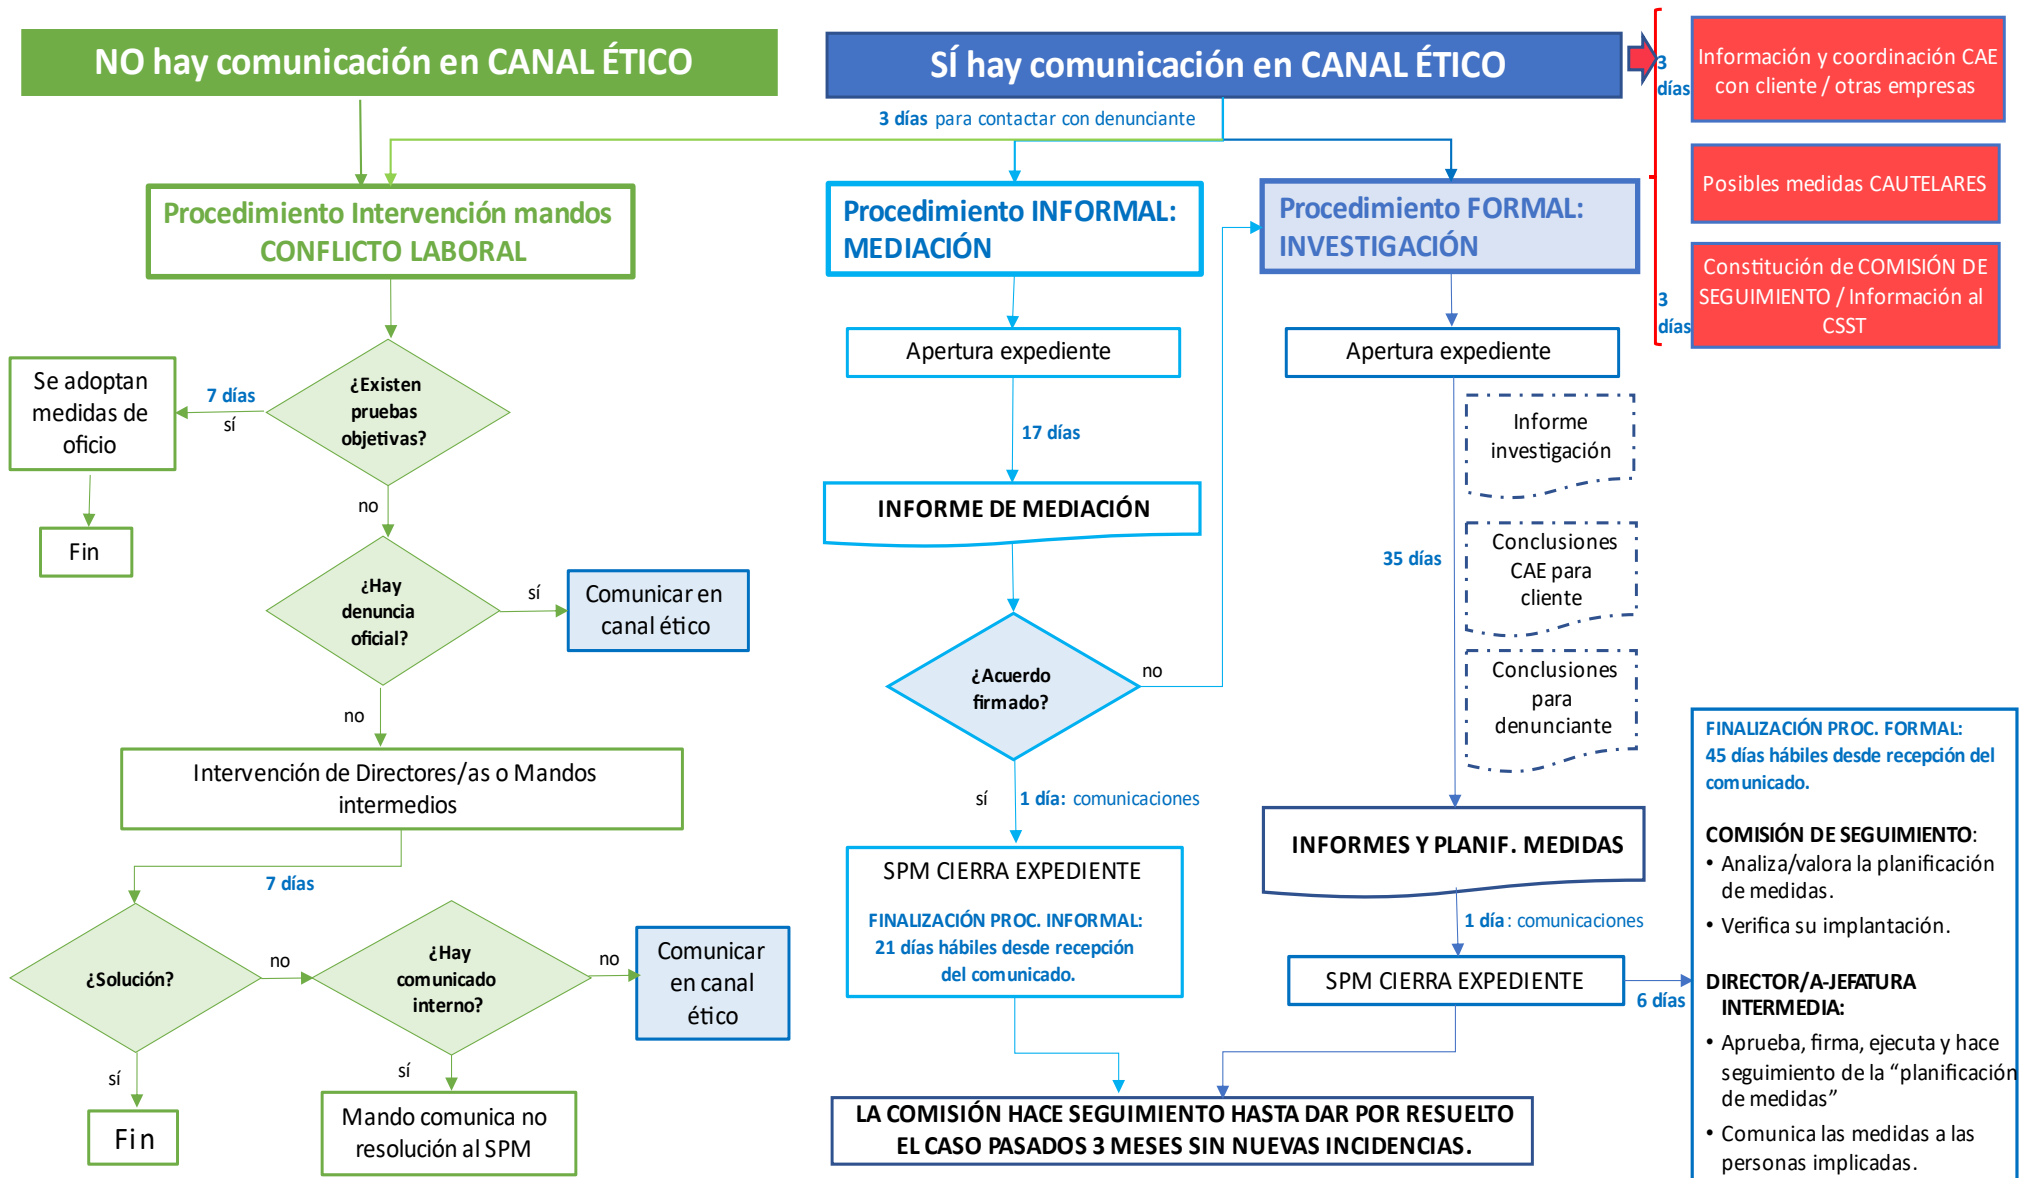 NO hay comunicación en CANAL ÉTICO
SÍ hay comunicación en CANAL ÉTICO
3
días
Información y coordinación CAE
con cliente / otras empresas
3 días para contactar con denunciante
Posibles medidas CAUTELARES
3
días
Constitución de COMISIÓN DE
SEGUIMIENTO / Información al
CSST
Procedimiento Intervención mandos
CONFLICTO LABORAL
¿Existen
pruebas
objetivas?
7 días
sí
Se adoptan
medidas de
oficio
Fin
no
¿Hay
denuncia
oficial?
sí
Comunicar en
canal ético
no
Intervención de Directores/as o Mandos
intermedios
7 días
¿Solución?
no
¿Hay
comunicado
interno?
no
Comunicar
en canal
ético
sí
Fin
sí
Mando comunica no
resolución al SPM
Procedimiento INFORMAL:
MEDIACIÓN
Apertura expediente
17 días
INFORME DE MEDIACIÓN
¿Acuerdo
firmado?
no
sí
1 día: comunicaciones
SPM CIERRA EXPEDIENTE
FINALIZACIÓN PROC. INFORMAL:
21 días hábiles desde recepción
del comunicado.
Procedimiento FORMAL:
INVESTIGACIÓN
Apertura expediente
35 días
Informe
investigación
Conclusiones
CAE para
cliente
Conclusiones
para
denunciante
INFORMES Y PLANIF. MEDIDAS
1 día: comunicaciones
SPM CIERRA EXPEDIENTE
6 días
FINALIZACIÓN PROC. FORMAL:
45 días hábiles desde recepción del
comunicado.
COMISIÓN DE SEGUIMIENTO:
• Analiza/valora la planificación
de medidas.
• Verifica su implantación.
DIRECTOR/A-JEFATURA
INTERMEDIA:
• Aprueba, firma, ejecuta y hace
seguimiento de la “planificación
de medidas”
• Comunica las medidas a las
personas implicadas.
LA COMISIÓN HACE SEGUIMIENTO HASTA DAR POR RESUELTO
EL CASO PASADOS 3 MESES SIN NUEVAS INCIDENCIAS.